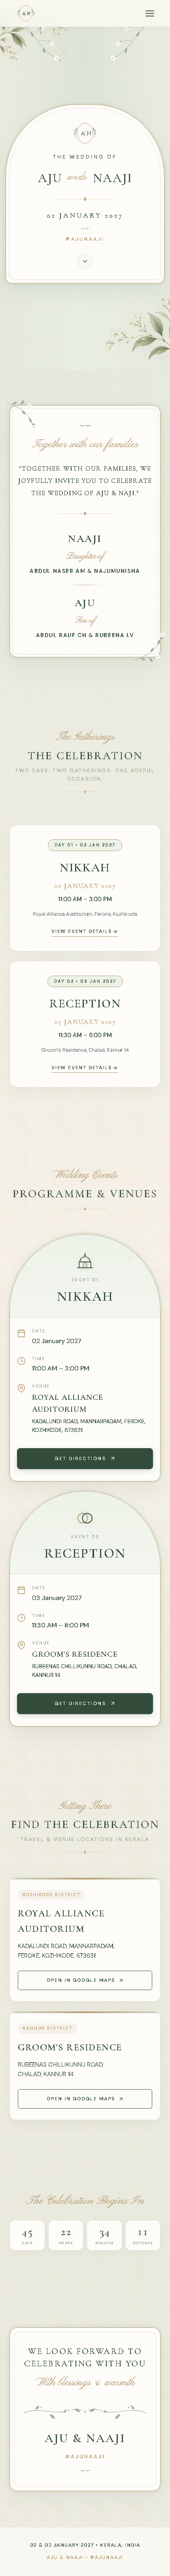 A N
A N
THE WEDDING OF
AJU weds NAAJI
02 JANUARY 2027
#AJUNAAJI
Together with our families
"TOGETHER WITH OUR FAMILIES, WE
JOYFULLY INVITE YOU TO CELEBRATE
THE WEDDING OF AJU & NAJI."
NAAJI
Daughter of
ABDUL NASER AM & NAJUMUNISHA
AJU
Son of
ABDUL RAUF CH & RUBEENA LV
The Gatherings
THE CELEBRATION
TWO DAYS, TWO GATHERINGS, ONE JOYFUL
OCCASION.
DAY 01 • 02 JAN 2027
NIKKAH
02 JANUARY 2027
11:00 AM – 3:00 PM
Royal Alliance Auditorium, Feroke, Kozhikode
VIEW EVENT DETAILS ↓
DAY 02 • 03 JAN 2027
RECEPTION
03 JANUARY 2027
11:30 AM – 8:00 PM
Groom's Residence, Chalad, Kannur 14
VIEW EVENT DETAILS ↓
Wedding Events
PROGRAMME & VENUES
EVENT 01
NIKKAH
DATE
02 January 2027
TIME
11:00 AM – 3:00 PM
VENUE
ROYAL ALLIANCE
AUDITORIUM
KADALUNDI ROAD, MANNARPADAM, FEROKE,
KOZHIKODE, 673631
GET DIRECTIONS ↗
EVENT 02
RECEPTION
DATE
03 January 2027
TIME
11:30 AM – 8:00 PM
VENUE
GROOM'S RESIDENCE
RUBEENAS CHILLIKUNNU ROAD, CHALAD,
KANNUR 14
GET DIRECTIONS ↗
Getting There
FIND THE CELEBRATION
TRAVEL & VENUE LOCATIONS IN KERALA
KOZHIKODE DISTRICT
ROYAL ALLIANCE
AUDITORIUM
KADALUNDI ROAD, MANNARPADAM,
FEROKE, KOZHIKODE, 673631
OPEN IN GOOGLE MAPS ↗
KANNUR DISTRICT
GROOM'S RESIDENCE
RUBEENAS CHILLIKUNNU ROAD,
CHALAD, KANNUR 14
OPEN IN GOOGLE MAPS ↗
The Celebration Begins In
45 22 34 11
DAYS HOURS MINUTES SECONDS
WE LOOK FORWARD TO
CELEBRATING WITH YOU
With blessings & warmth
AJU & NAAJI
#AJUNAAJI
02 & 03 JANUARY 2027 • KERALA, INDIA
AJU & NAAJI • #AJUNAAJI